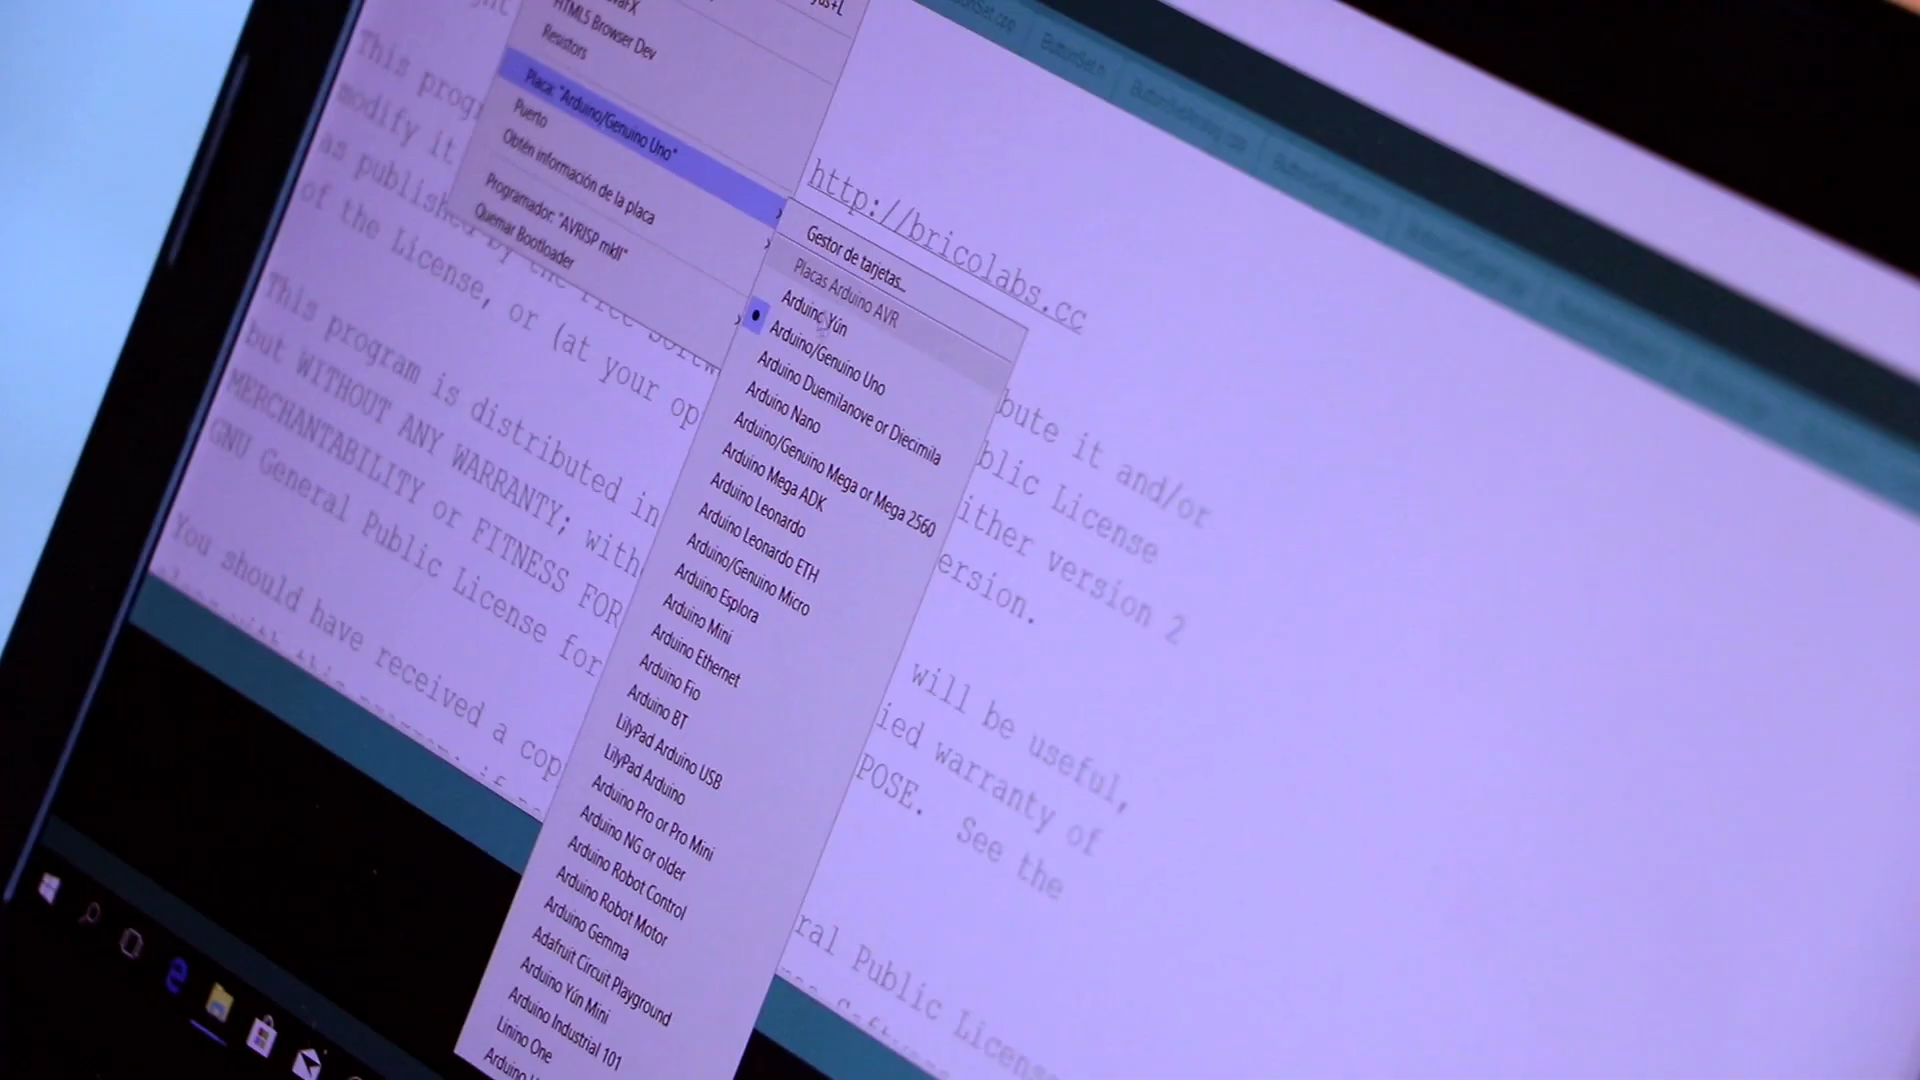 HTML5 Browser Dev
Resistors
Placa: "Arduino/Genuino Uno"
Puerto
Obtén información de la placa
Programador: "AVRISP mkII"
Quemar Bootloader
Gestor de tarjetas...
Placas Arduino AVR
Arduino Yún
Arduino/Genuino Uno
Arduino Duemilanove or Diecimila
Arduino Nano
Arduino/Genuino Mega or Mega 2560
Arduino Mega ADK
Arduino Leonardo
Arduino Leonardo ETH
Arduino/Genuino Micro
Arduino Esplora
Arduino Mini
Arduino Ethernet
Arduino Fio
Arduino BT
LilyPad Arduino USB
LilyPad Arduino
Arduino Pro or Pro Mini
Arduino NG or older
Arduino Robot Control
Arduino Robot Motor
Arduino Gemma
Adafruit Circuit Playground
Arduino Yún Mini
Arduino Industrial 101
Linino One
Arduino
ButtonSet.h
http://bricolabs.cc
This prog
modify it bute it and/or
as published by the Free blic License
of the License, or (at your op ither version 2
ersion.
This program is distributed in will be useful,
but WITHOUT ANY WARRANTY; with ied warranty of
MERCHANTABILITY or FITNESS FOR POSE. See the
GNU General Public License for
You should have received a cop ral Public License